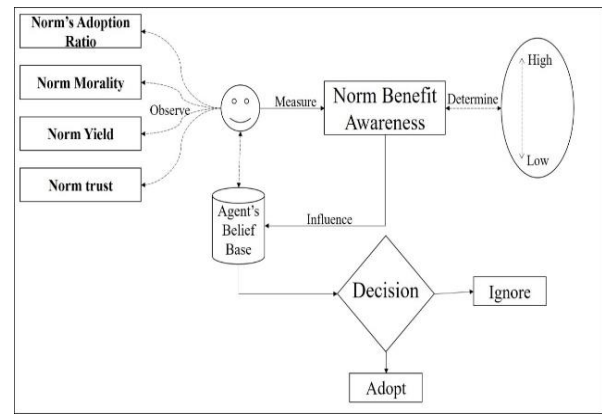 Norm's Adoption
Ratio
Norm Morality
Observe
Norm Yield
Norm trust
Measure
Norm Benefit
Awareness
Determine
High
Low
Influence
Agent's
Belief
Base
Decision
Ignore
Adopt